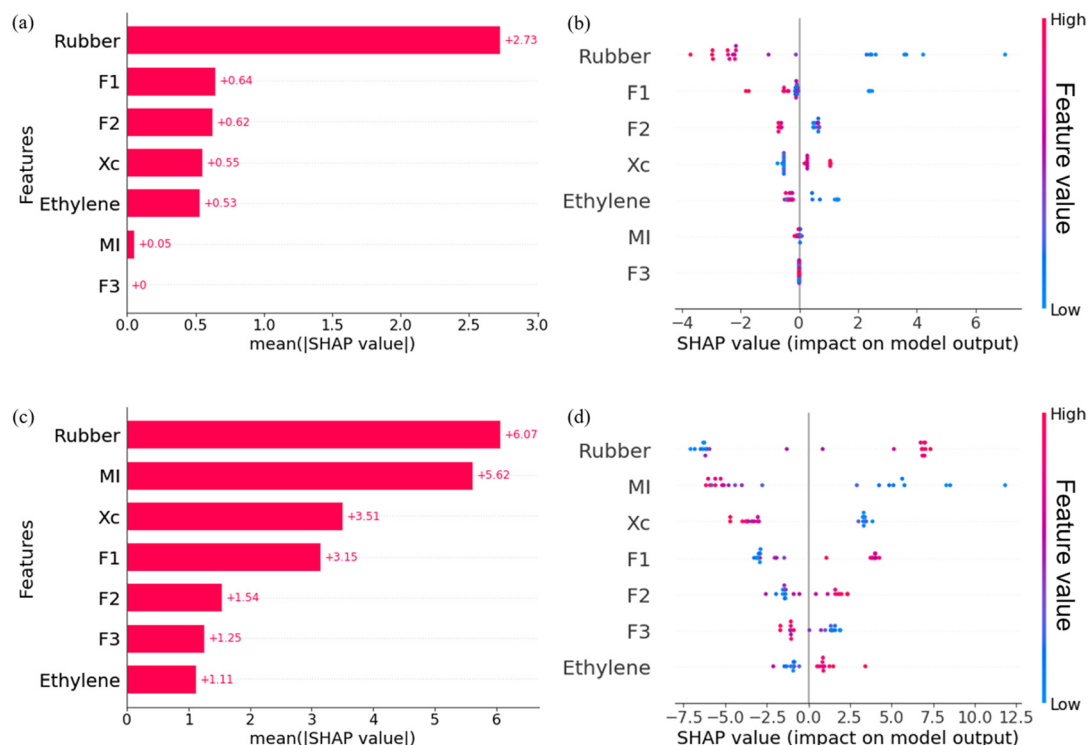 (a)
Features
Rubber
+2.73
F1
+0.64
F2
+0.62
Xc
+0.55
Ethylene
+0.53
MI
+0.05
F3
+0
0.0 0.5 1.0 1.5 2.0 2.5 3.0
mean(|SHAP value|)
(b)
Rubber
F1
F2
Xc
Ethylene
MI
F3
−4 −2 0 2 4 6
SHAP value (impact on model output)
High
Feature value
Low
(c)
Features
Rubber
+6.07
MI
+5.62
Xc
+3.51
F1
+3.15
F2
+1.54
F3
+1.25
Ethylene
+1.11
0 1 2 3 4 5 6
mean(|SHAP value|)
(d)
Rubber
MI
Xc
F1
F2
F3
Ethylene
−7.5 −5.0 −2.5 0.0 2.5 5.0 7.5 10.0 12.5
SHAP value (impact on model output)
High
Feature value
Low